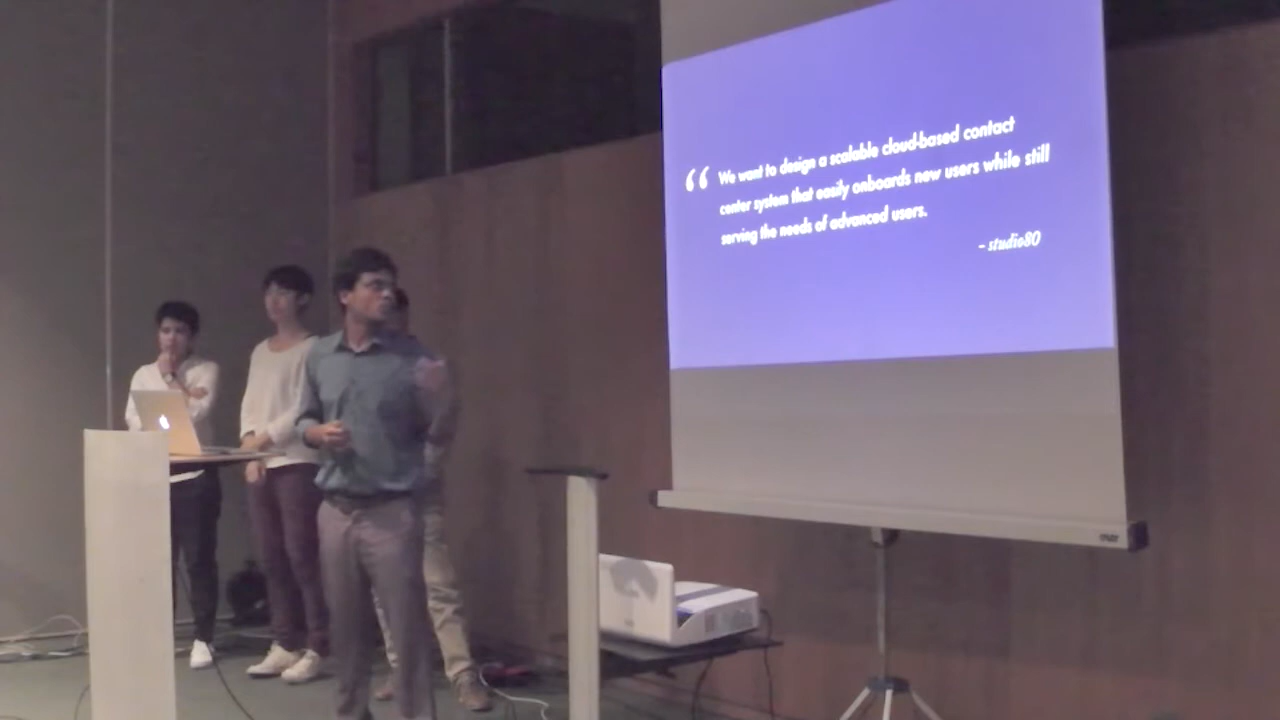 “ We want to design a scalable cloud-based contact
center system that easily onboards new users while still
serving the needs of advanced users.
- studio80